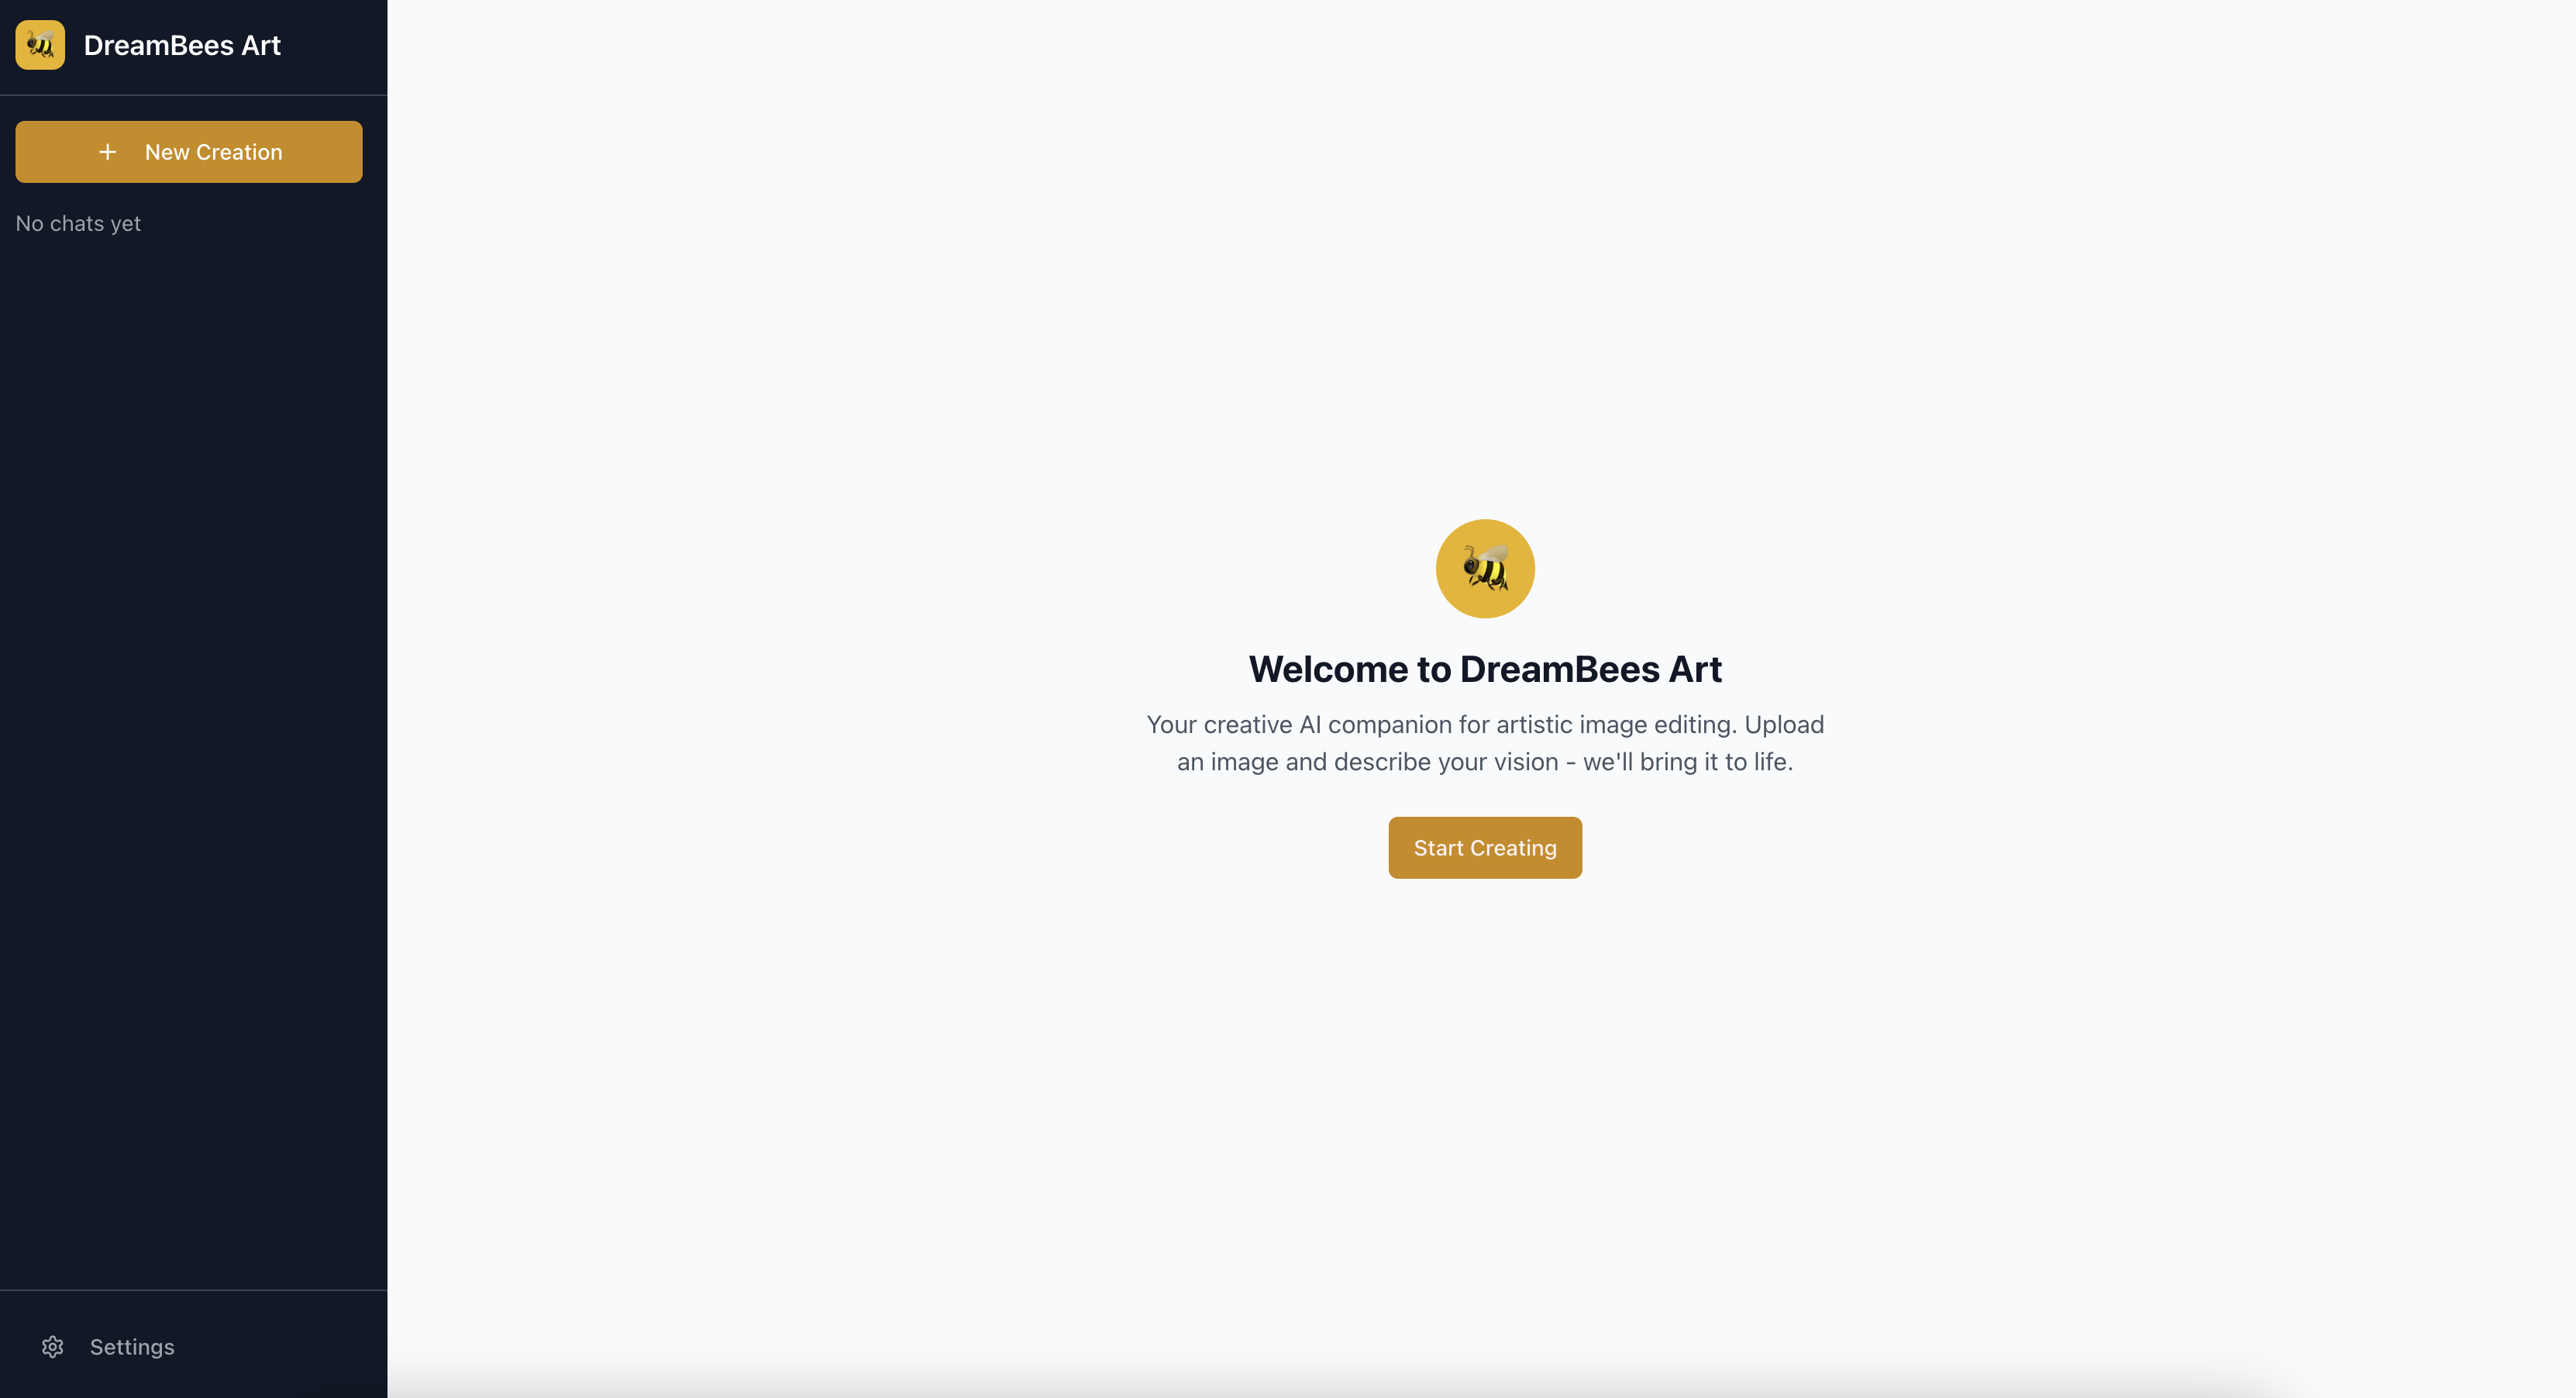 DreamBees Art
New Creation
No chats yet
Settings
Welcome to DreamBees Art
Your creative AI companion for artistic image editing. Upload
an image and describe your vision - we'll bring it to life.
Start Creating